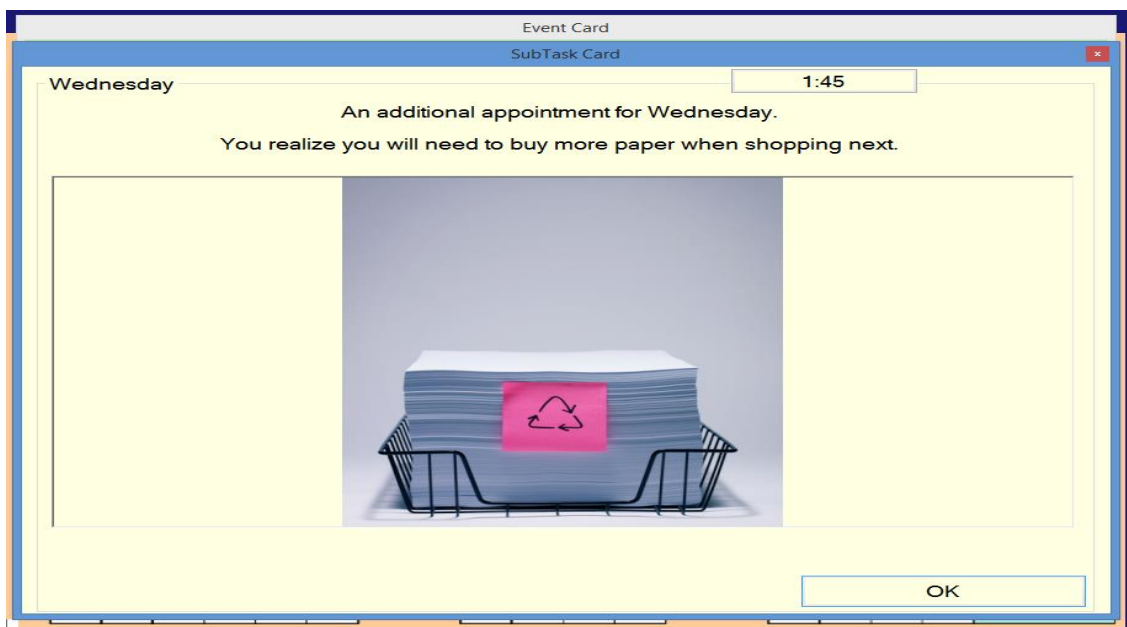 Event Card
SubTask Card
Wednesday
1:45
An additional appointment for Wednesday.
You realize you will need to buy more paper when shopping next.
OK